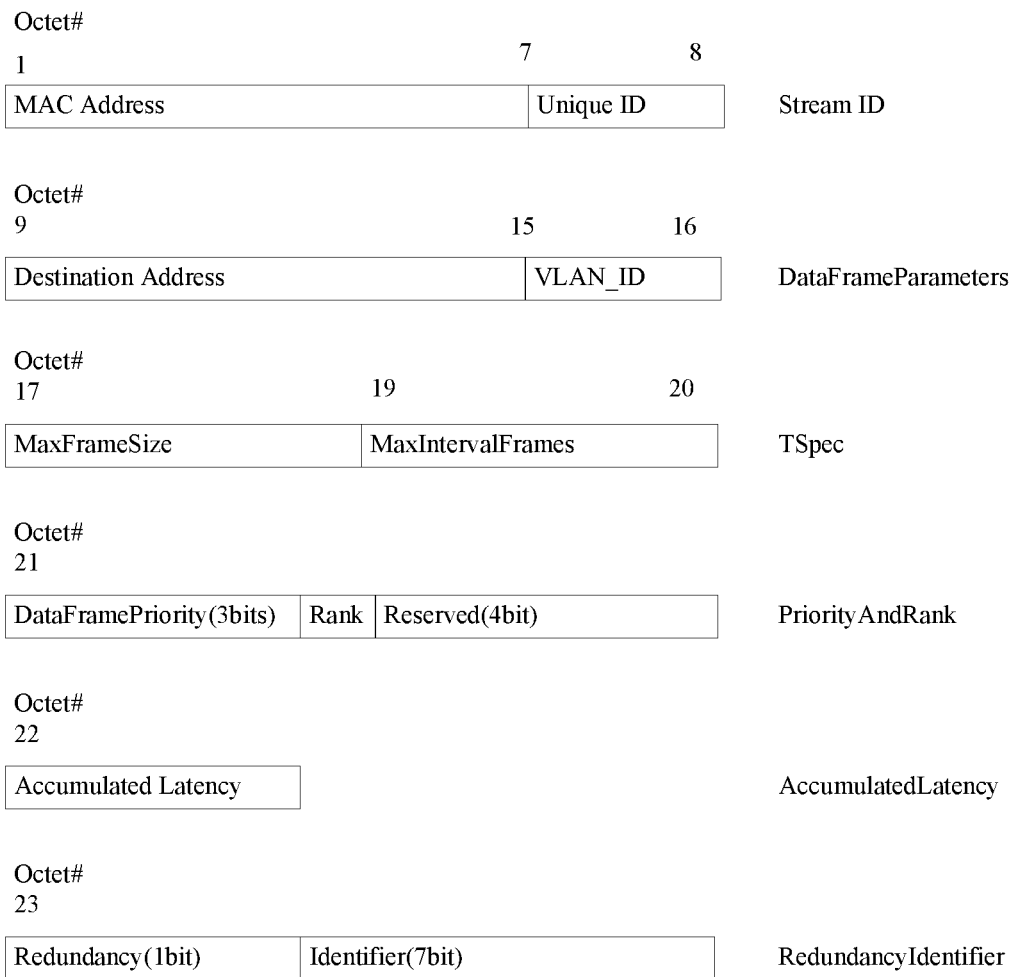 Octet#
1 7 8
MAC Address Unique ID Stream ID
Octet#
9 15 16
Destination Address VLAN_ID DataFrameParameters
Octet#
17 19 20
MaxFrameSize MaxIntervalFrames TSpec
Octet#
21
DataFramePriority(3bits) Rank Reserved(4bit) PriorityAndRank
Octet#
22
Accumulated Latency AccumulatedLatency
Octet#
23
Redundancy(1bit) Identifier(7bit) RedundancyIdentifier